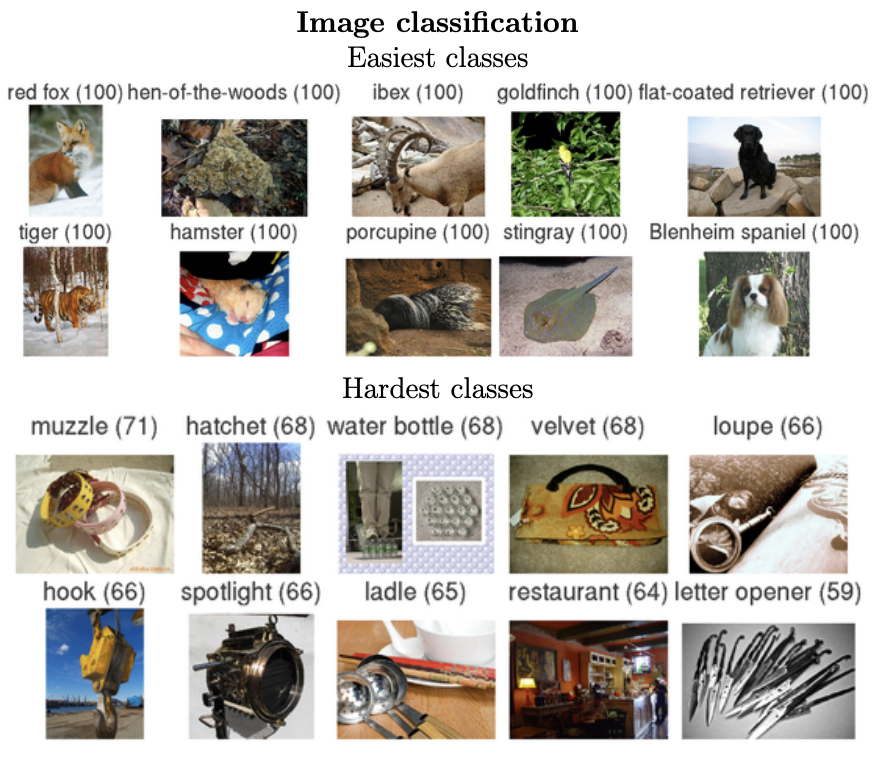 Image classification
Easiest classes
red fox (100) hen-of-the-woods (100) ibex (100) goldfinch (100) flat-coated retriever (100)
tiger (100) hamster (100) porcupine (100) stingray (100) Blenheim spaniel (100)
Hardest classes
muzzle (71) hatchet (68) water bottle (68) velvet (68) loupe (66)
hook (66) spotlight (66) ladle (65) restaurant (64) letter opener (59)